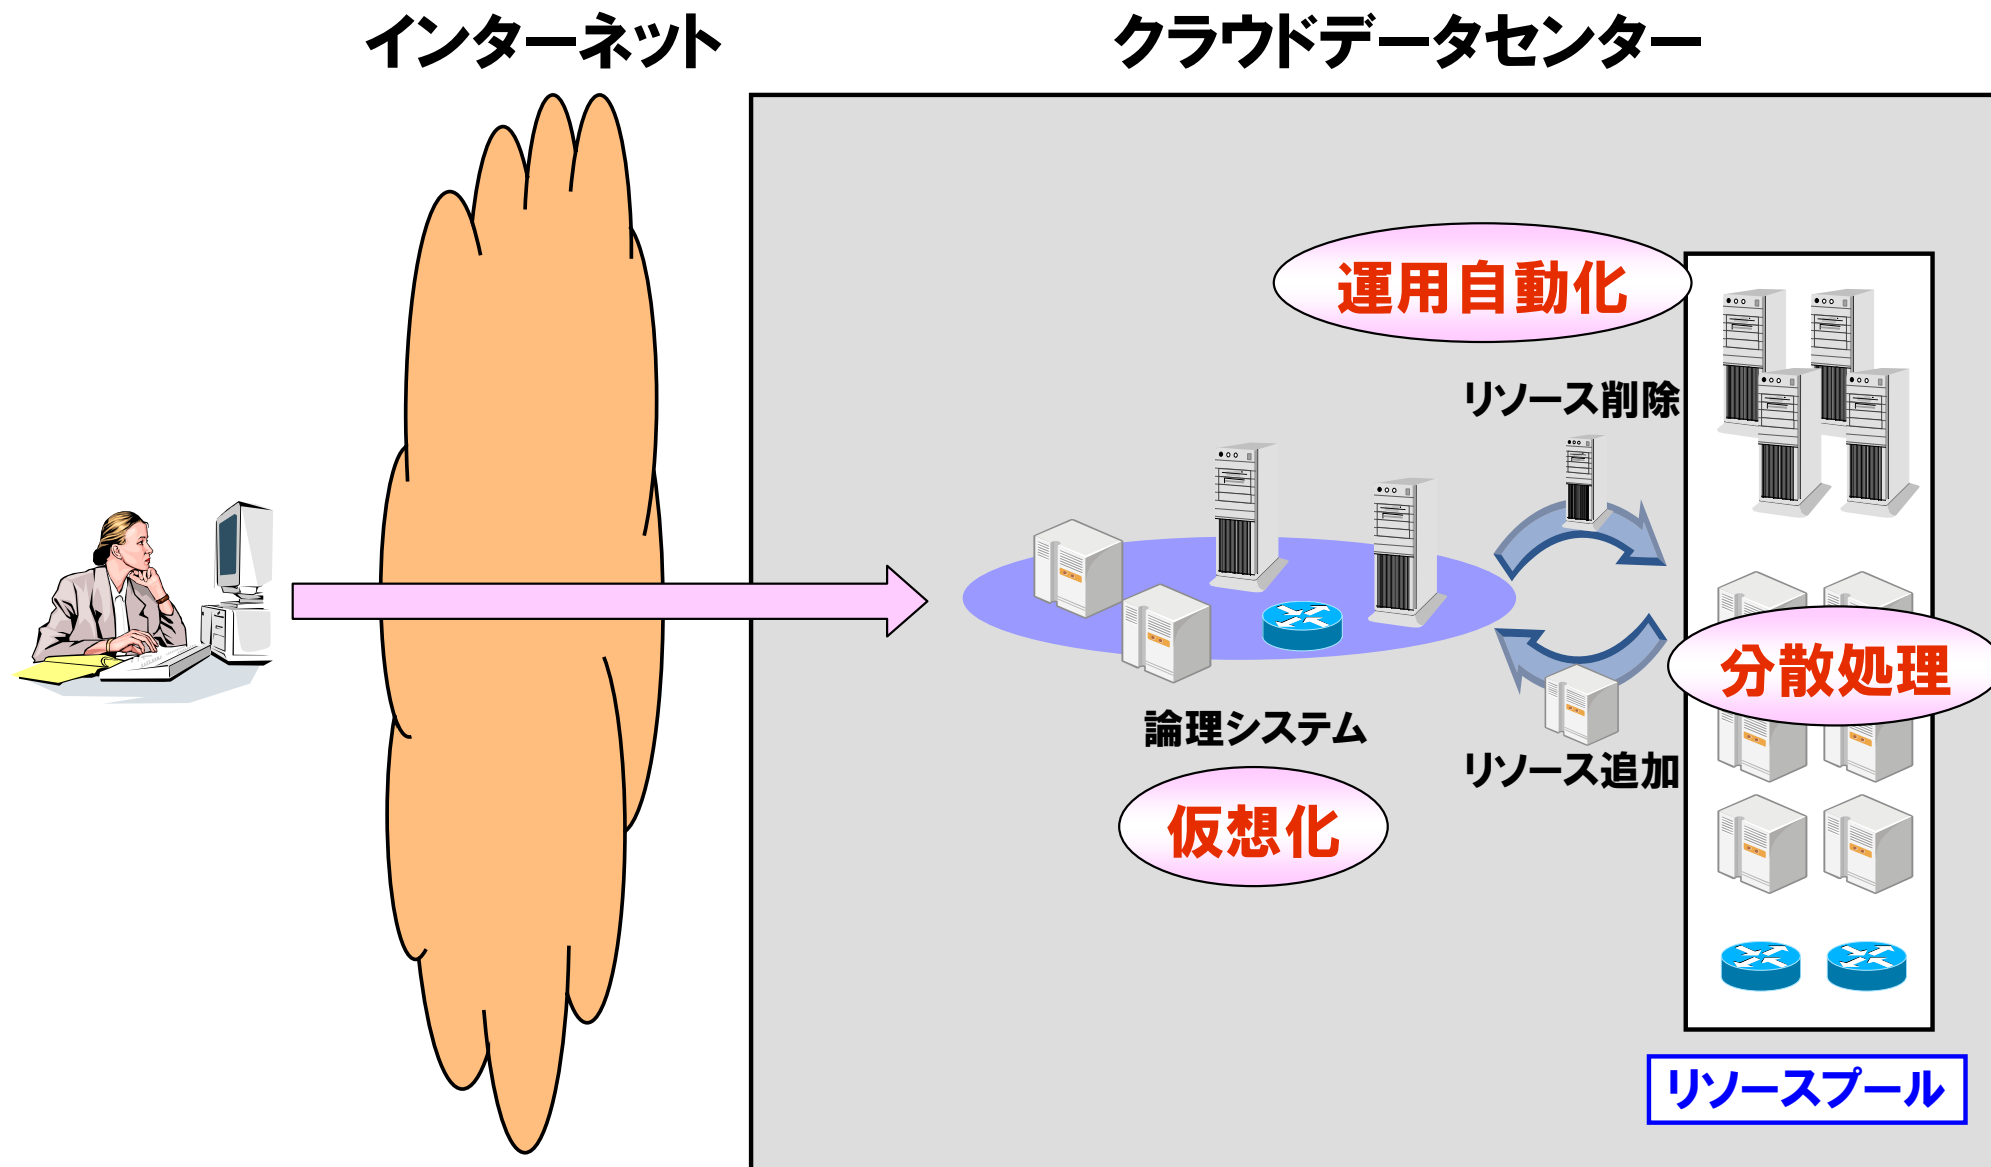 インターネット
クラウドデータセンター
運用自動化
リソース削除
分散処理
論理システム
リソース追加
仮想化
リソースプール